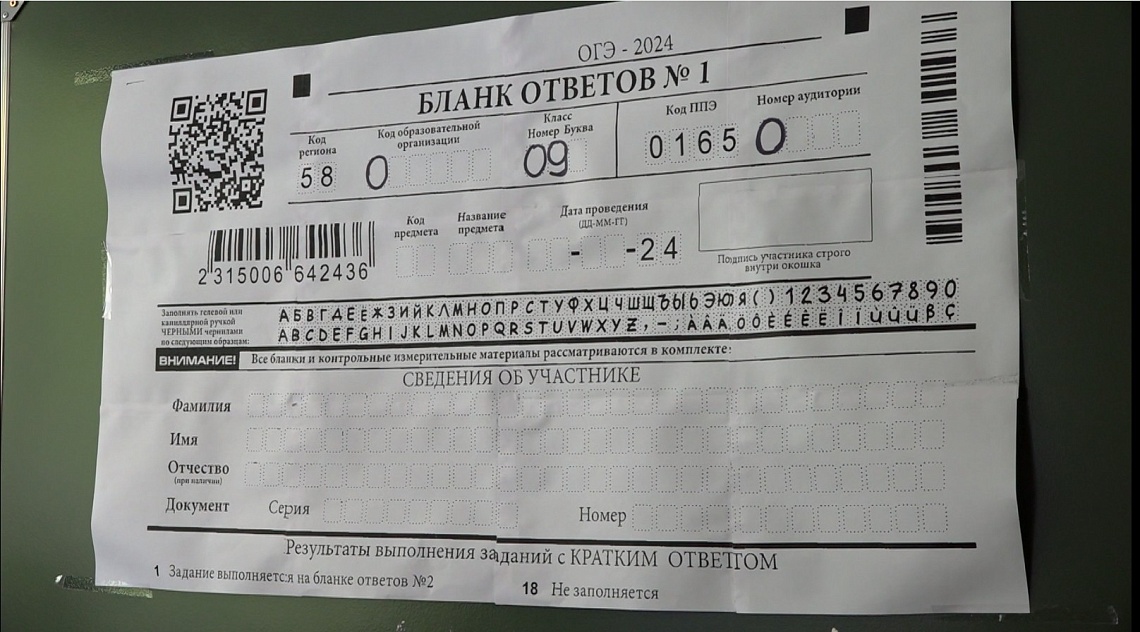 ОГЭ - 2024
БЛАНК ОТВЕТОВ № 1
Код региона
Код образовательной организации
Класс
Номер Буква
Код ППЭ
Номер аудитории
58
0
09
0165
0
Код предмета
Название предмета
Дата проведения
(ДД-ММ-ГГ)
- -24
Подпись участника строго
внутри окошка
2 315006 642436
Заполнять гелевой или
капиллярной ручкой
ЧЕРНЫМИ чернилами
по следующим образцам:
АБВГДЕЁЖЗИЙКЛМНОПРСТУФХЦЧШЩЪЫЬЭЮЯ()1234567890
ABCDEFGHIJKLMNOPQRSTUVWXYZ,-;
ВНИМАНИЕ!
Все бланки и контрольные измерительные материалы рассматриваются в комплекте:
СВЕДЕНИЯ ОБ УЧАСТНИКЕ
Фамилия
Имя
Отчество
(при наличии)
Документ Серия Номер
Результаты выполнения заданий с КРАТКИМ ОТВЕТОМ
1 Задание выполняется на бланке ответов №2
18 Не заполняется